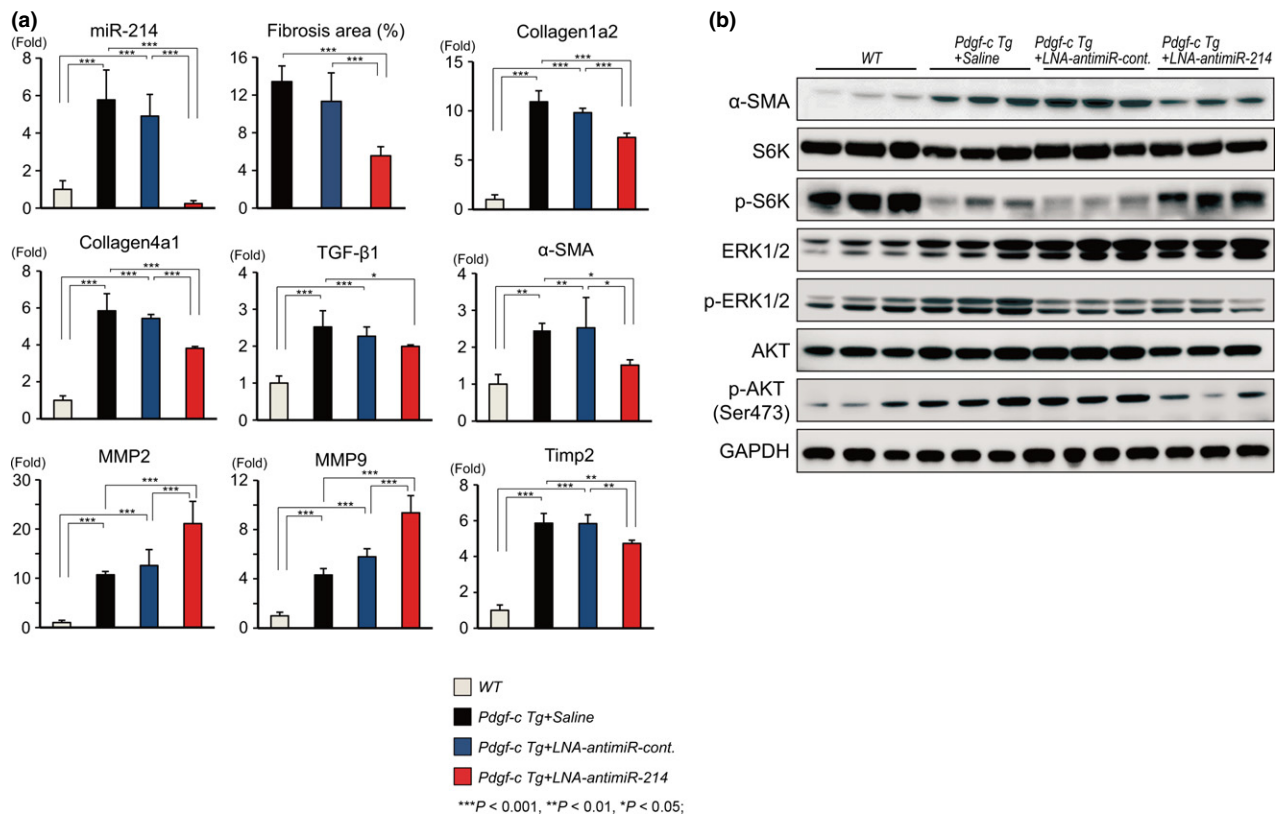 (a)
miR-214
(Fold)
8
6
4
2
0
***
***
***
***
***
Fibrosis area (%)
16
12
8
4
0
***
***
Collagen1a2
(Fold)
15
10
5
0
***
***
***
***
***
Collagen4a1
(Fold)
8
6
4
2
0
***
***
***
***
TGF-β1
(Fold)
4
3
2
1
0
*
***
***
α-SMA
(Fold)
4
3
2
1
0
*
**
*
**
MMP2
(Fold)
30
20
10
0
***
***
***
***
MMP9
(Fold)
12
8
4
0
***
***
***
***
Timp2
(Fold)
8
6
4
2
0
**
***
**
***
WT
Pdgf-c Tg+Saline
Pdgf-c Tg+LNA-antimiR-cont.
Pdgf-c Tg+LNA-antimiR-214
***P < 0.001, **P < 0.01, *P < 0.05;
(b)
WT
Pdgf-c Tg
+Saline
Pdgf-c Tg
+LNA-antimiR-cont.
Pdgf-c Tg
+LNA-antimiR-214
α-SMA
S6K
p-S6K
ERK1/2
p-ERK1/2
AKT
p-AKT
(Ser473)
GAPDH